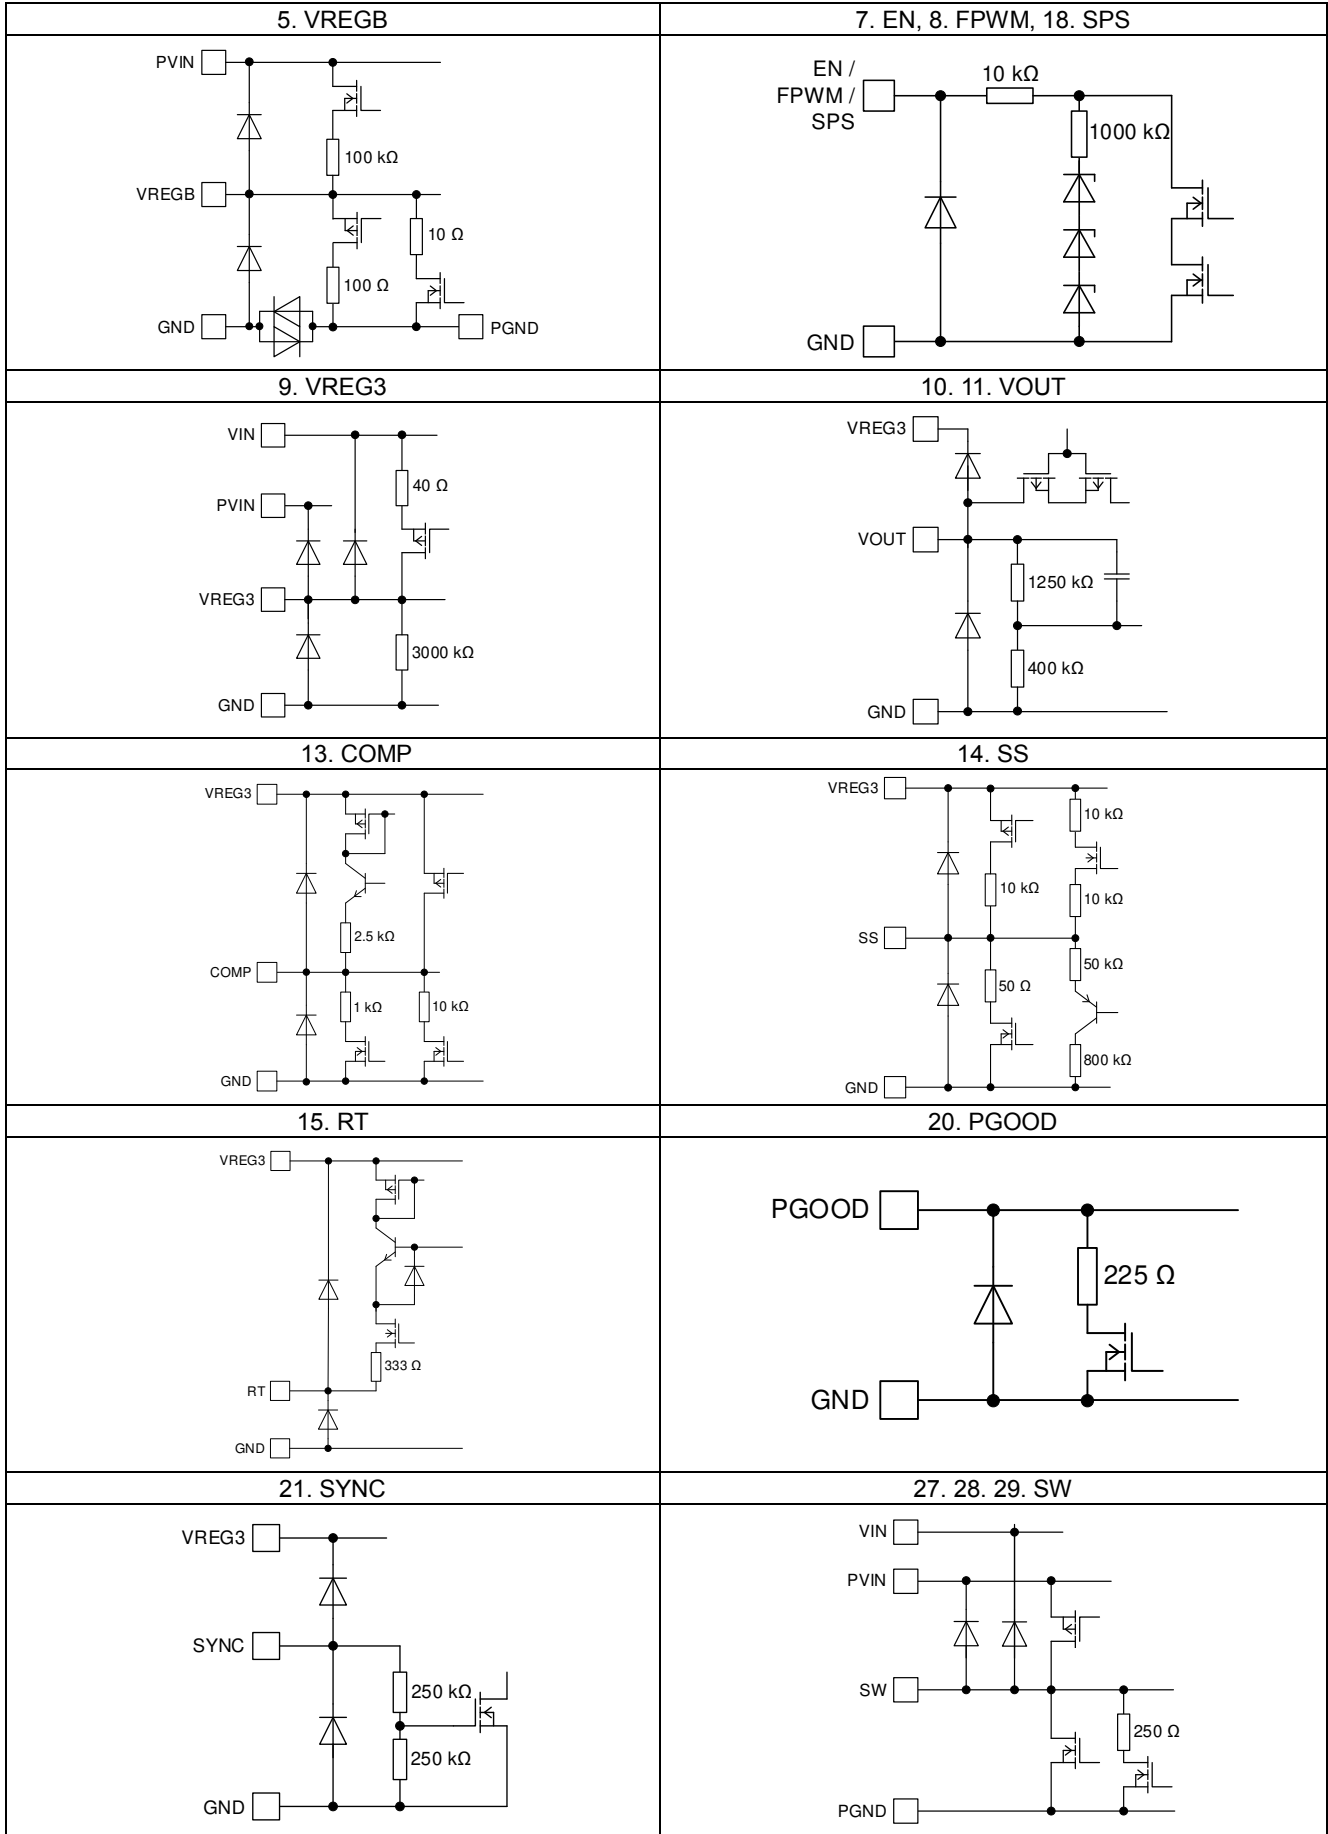 5. VREGB
PVIN
100 kΩ
VREGB
10 Ω
100 Ω
GND
PGND
7. EN, 8. FPWM, 18. SPS
EN /
FPWM /
SPS
10 kΩ
1000 kΩ
GND
9. VREG3
VIN
40 Ω
PVIN
VREG3
3000 kΩ
GND
10. 11. VOUT
VREG3
VOUT
1250 kΩ
400 kΩ
GND
13. COMP
VREG3
2.5 kΩ
COMP
1 kΩ
10 kΩ
GND
14. SS
VREG3
10 kΩ
10 kΩ
10 kΩ
SS
50 kΩ
50 Ω
800 kΩ
GND
15. RT
VREG3
333 Ω
RT
GND
20. PGOOD
PGOOD
225 Ω
GND
21. SYNC
VREG3
SYNC
250 kΩ
250 kΩ
GND
27. 28. 29. SW
VIN
PVIN
SW
250 Ω
PGND